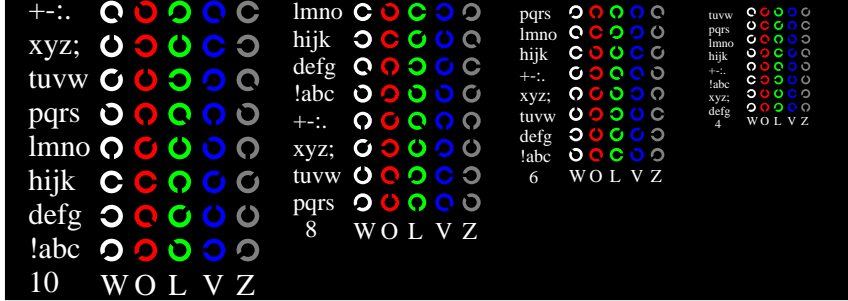 +-:.
xyz;
tuvw
pqrs
lmno
hijk
defg
!abc
10 W O L V Z
lmno
hijk
defg
!abc
+-:.
xyz;
tuvw
pqrs
8 W O L V Z
pqrs
lmno
hijk
+-:.
xyz;
tuvw
defg
!abc
6 W O L V Z
tuvw
pqrs
lmno
hijk
+-:.
!abc
xyz;
defg
4 W O L V Z